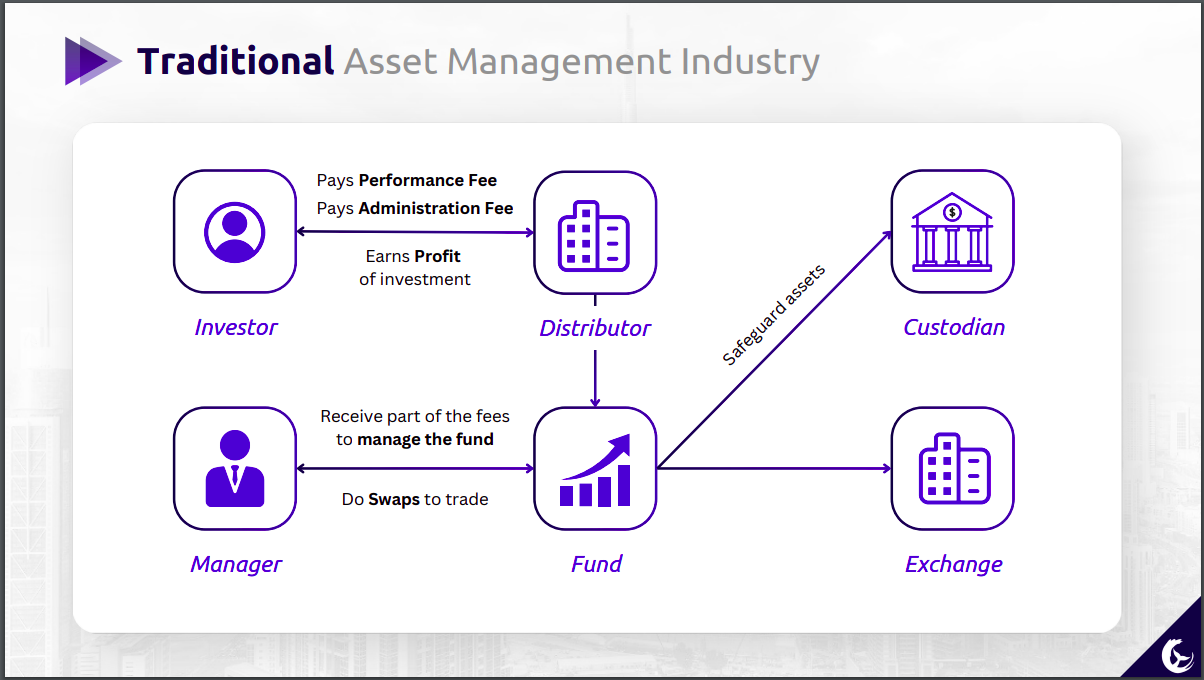 Traditional Asset Management Industry
Pays Performance Fee
Pays Administration Fee
Earns Profit
of investment
Investor
Distributor
Safeguard assets
Custodian
Receive part of the fees
to manage the fund
Do Swaps to trade
Manager
Fund
Exchange
$